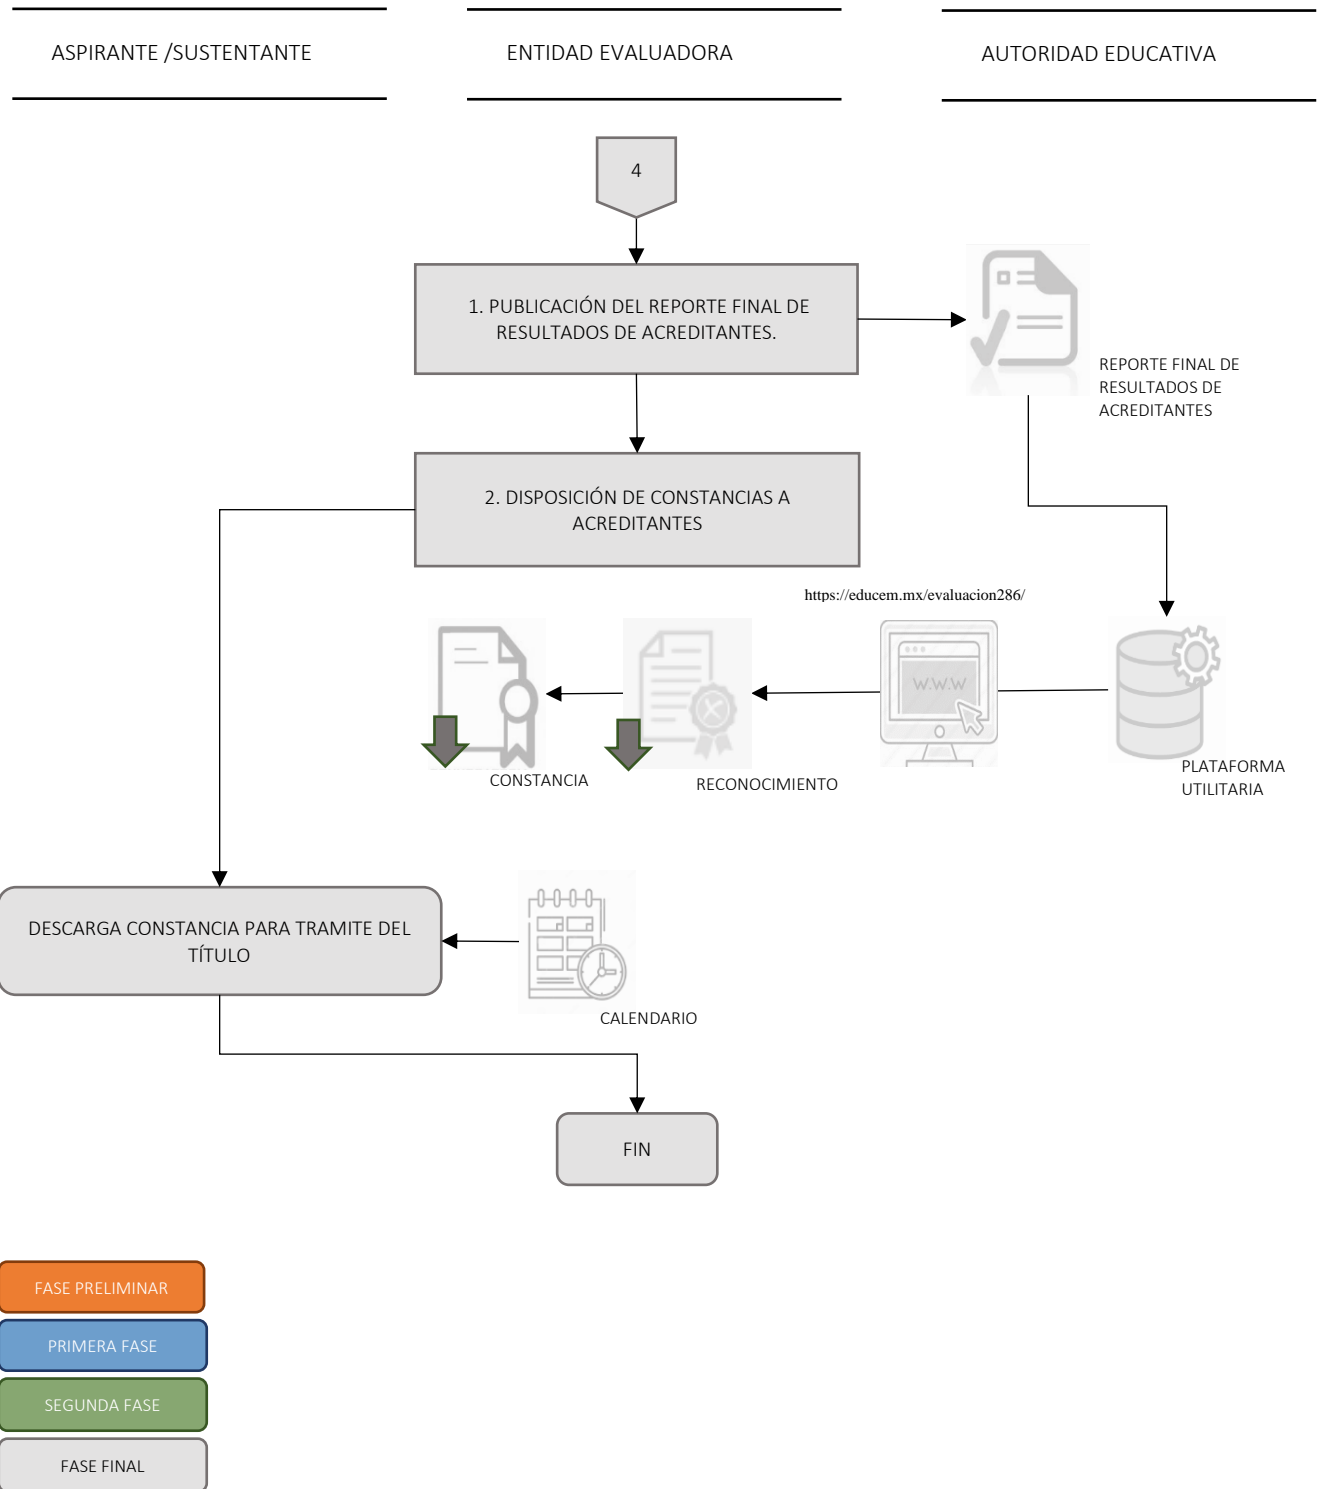 ASPIRANTE /SUSTENTANTE
ENTIDAD EVALUADORA
AUTORIDAD EDUCATIVA
4
1. PUBLICACIÓN DEL REPORTE FINAL DE
RESULTADOS DE ACREDITANTES.
REPORTE FINAL DE
RESULTADOS DE
ACREDITANTES
2. DISPOSICIÓN DE CONSTANCIAS A
ACREDITANTES
https://educem.mx/evaluacion286/
W.W.W
CONSTANCIA
RECONOCIMIENTO
PLATAFORMA
UTILITARIA
DESCARGA CONSTANCIA PARA TRAMITE DEL
TÍTULO
CALENDARIO
FIN
FASE PRELIMINAR
PRIMERA FASE
SEGUNDA FASE
FASE FINAL